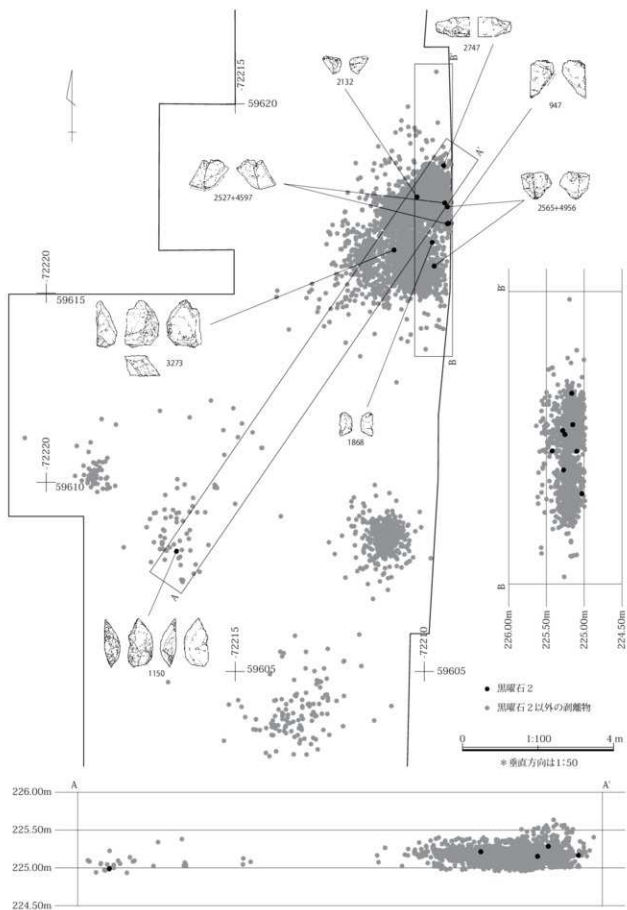 2747
B'
-72215
2132
59620
947
A'
2527+4597
2565+4956
-72220
59615
B'
3273
B
1868
-72220
59610
A
-72215
-72210
1150
59605
59605
B
226.00m
225.50m
225.00m
224.50m
黒曜石2
黒曜石2以外の剥離物
0 1:100 4 m
*垂直方向は1:50
A A'
226.00m
225.50m
225.00m
224.50m